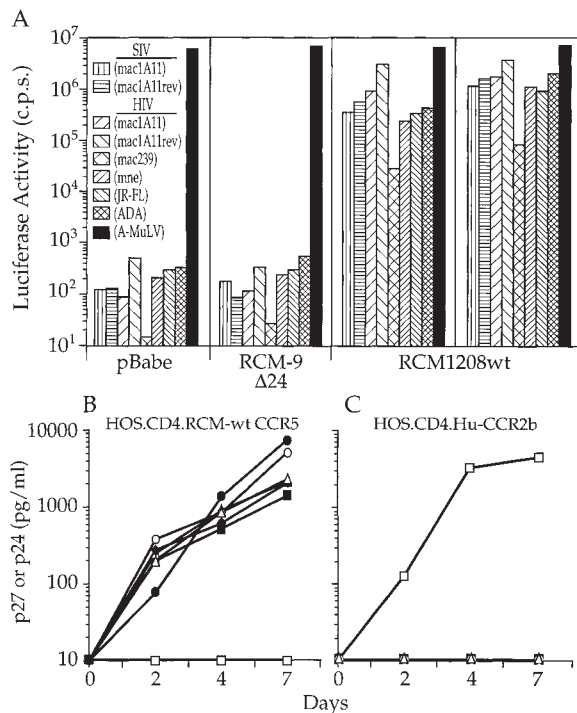 A
Luciferase Activity (c.p.s.)
10^7
10^6
10^5
10^4
10^3
10^2
10^1
SIV
(mac1A11)
(mac1A11rev)
HIV
(mac1A11)
(mac1A11rev)
(mac239)
(mne)
(JR-FL)
(ADA)
(A-MuLV)
pBabe
RCM-9
Δ24
RCM1208wt
B
HOS.CD4.RCM-wt CCR5
C
HOS.CD4.Hu-CCR2b
p27 or p24 (pg/ml)
10000
1000
100
10
0 2 4 7
0 2 4 7
Days